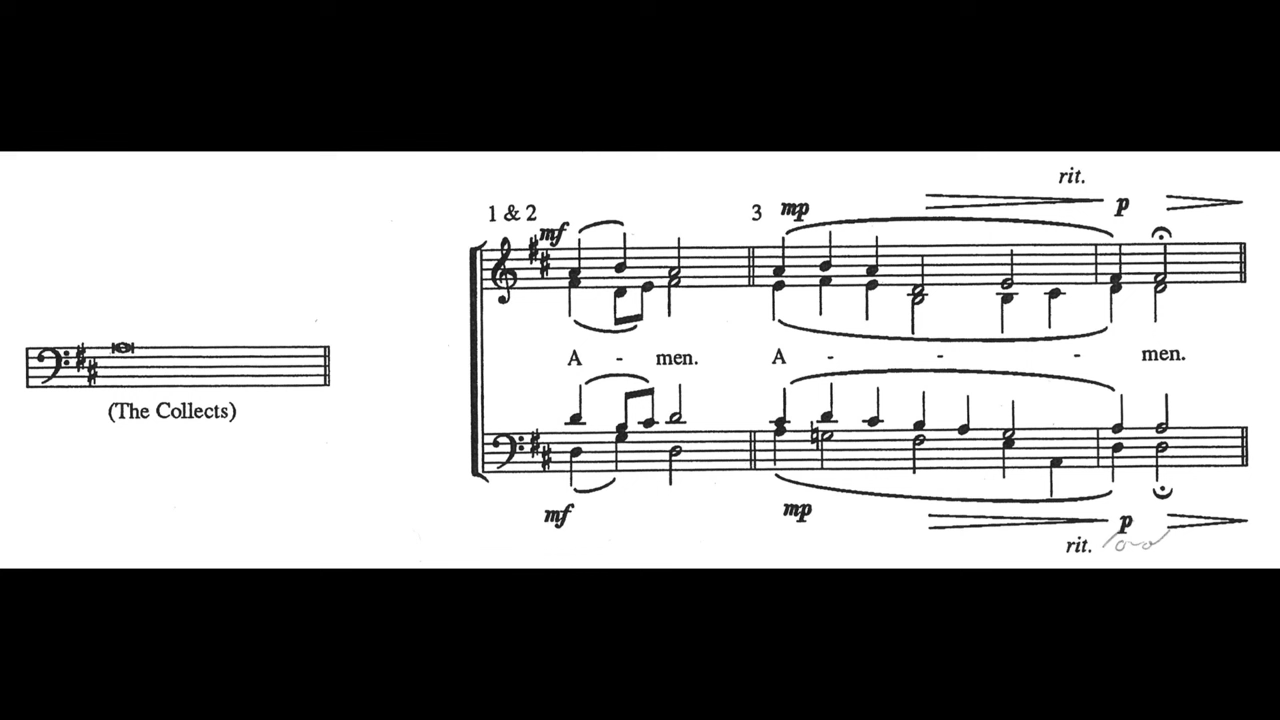 rit.
1 & 2
mf
3
mp
p
A - men.
A - - - men.
(The Collects)
mf
mp
p
rit.